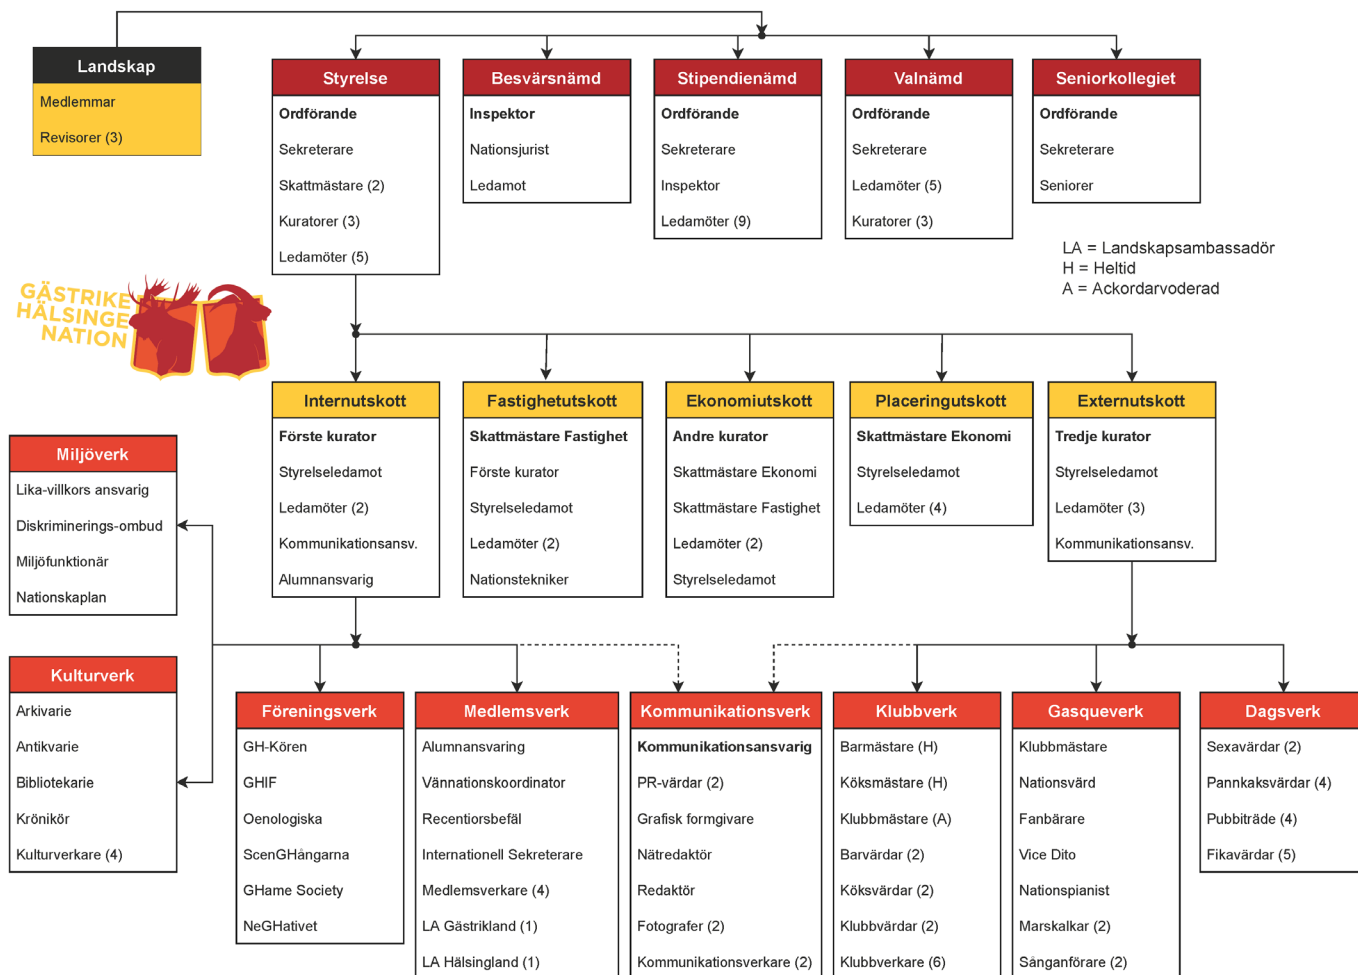 Landskap
Medlemmar
Revisorer (3)
Styrelse
Ordförande
Sekreterare
Skattmästare (2)
Kuratorer (3)
Ledamöter (5)
Besvärsnämd
Inspektor
Nationsjurist
Ledamot
Stipendienämd
Ordförande
Sekreterare
Inspektor
Ledamöter (9)
Valnämd
Ordförande
Sekreterare
Ledamöter (5)
Kuratorer (3)
Seniorkollegiet
Ordförande
Sekreterare
Seniorer
LA = Landskapsambassadör
H = Heltid
A = Ackordarvoderad
GÄSTRIKE
HÄLSINGE
NATION
Internutskott
Förste kurator
Styrelseledamot
Ledamöter (2)
Kommunikationsansv.
Alumnansvarig
Fastighetutskott
Skattmästare Fastighet
Förste kurator
Styrelseledamot
Ledamöter (2)
Nationstekniker
Ekonomiutskott
Andre kurator
Skattmästare Ekonomi
Skattmästare Fastighet
Ledamöter (2)
Styrelseledamot
Placeringutskott
Skattmästare Ekonomi
Styrelseledamot
Ledamöter (4)
Externutskott
Tredje kurator
Styrelseledamot
Ledamöter (3)
Kommunikationsansv.
Miljöverk
Lika-villkors ansvarig
Diskriminerings-ombud
Miljöfunktionär
Nationskaplan
Kulturverk
Arkivarie
Antikvarie
Bibliotekarie
Krönikör
Kulturverkare (4)
Föreningsverk
GH-Kören
GHIF
Oenologiska
ScenGHångarna
GHame Society
NeGHativet
Medlemsverk
Alumnansvaring
Vännationskoordinator
Recentiorsbefäl
Internationell Sekreterare
Medlemsverkare (4)
LA Gästrikland (1)
LA Hälsingland (1)
Kommunikationsverk
Kommunikationsansvarig
PR-värdar (2)
Grafisk formgivare
Nätredaktör
Redaktör
Fotografer (2)
Kommunikationsverkare (2)
Klubbverk
Barmästare (H)
Köksmästare (H)
Klubbmästare (A)
Barvärdar (2)
Köksvärdar (2)
Klubbvärdar (2)
Klubbverkare (6)
Gasqueverk
Klubbmästare
Nationsvärd
Fanbärare
Vice Dito
Nationspianist
Marskalkar (2)
Sånganförare (2)
Dagsverk
Sexavärdar (2)
Pannkaksvärdar (4)
Pubbiträde (4)
Fikavärdar (5)